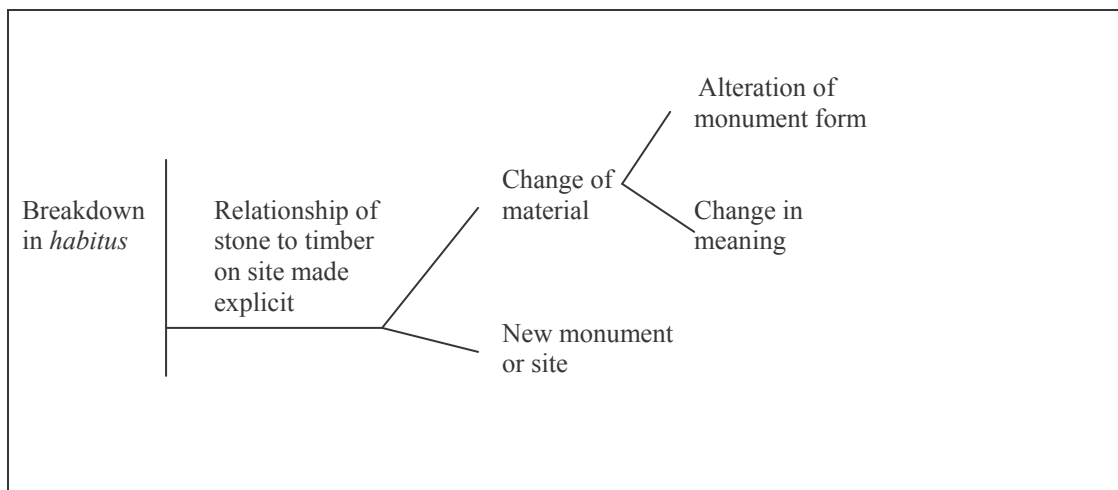 Breakdown
in habitus
Relationship of
stone to timber
on site made
explicit
Change of
material
New monument
or site
Alteration of
monument form
Change in
meaning